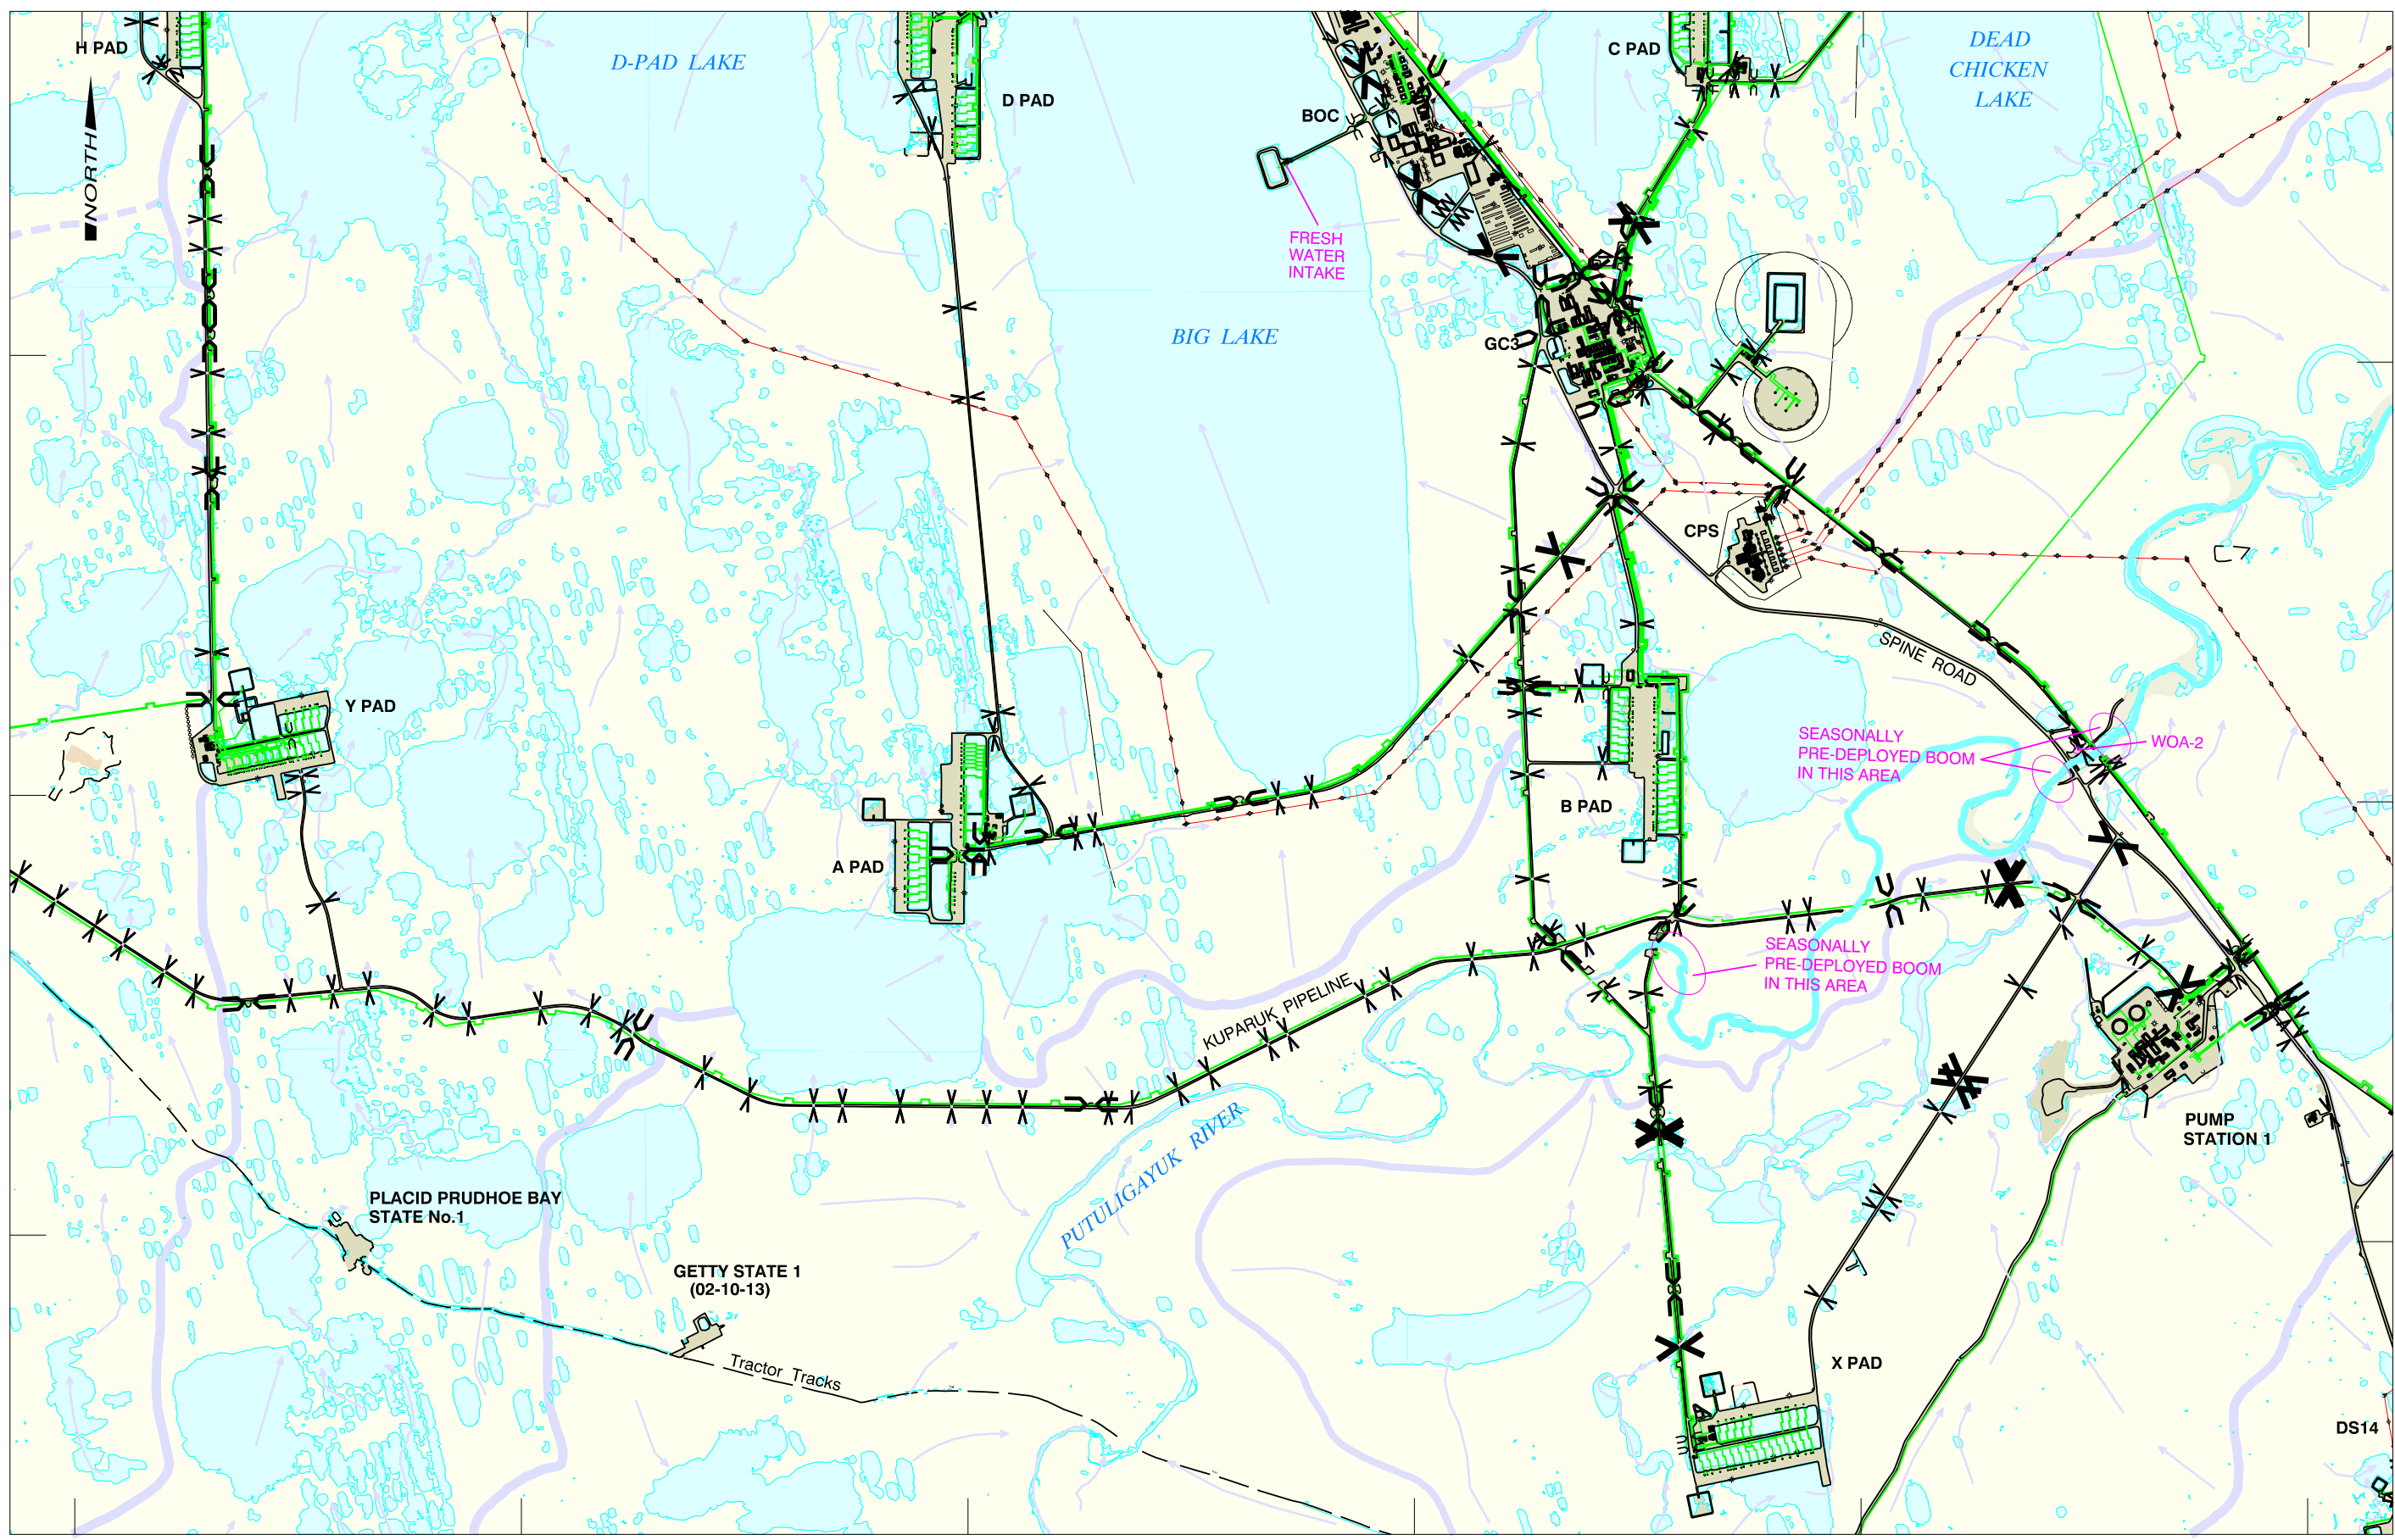 H PAD
D-PAD LAKE
D PAD
BOC
C PAD
DEAD
CHICKEN
LAKE
NORTH
FRESH
WATER
INTAKE
BIG LAKE
GC3
CPS
SPINE ROAD
Y PAD
SEASONALLY
PRE-DEPLOYED BOOM
IN THIS AREA
WOA-2
B PAD
A PAD
SEASONALLY
PRE-DEPLOYED BOOM
IN THIS AREA
KUPARUK PIPELINE
PUTULIGAYUK RIVER
PUMP
STATION 1
PLACID PRUDHOE BAY
STATE No.1
GETTY STATE 1
(02-10-13)
Tractor Tracks
X PAD
DS14